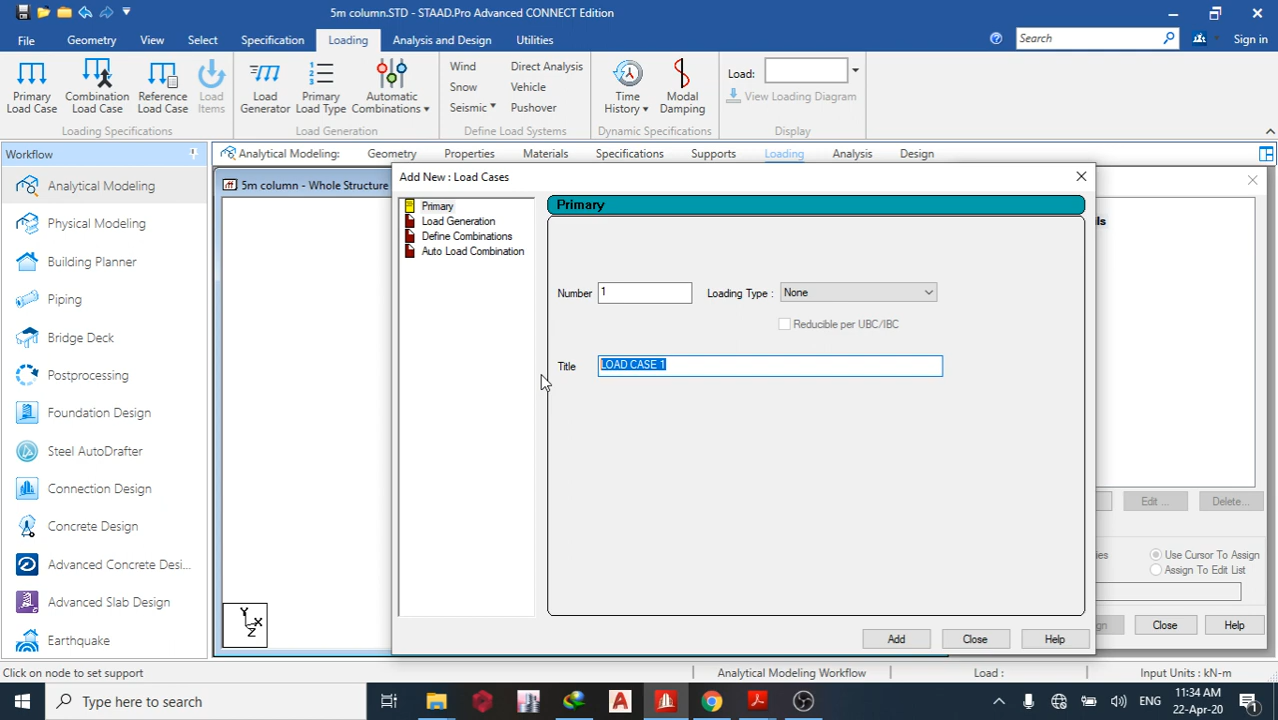 5m column.STD - STAAD.Pro Advanced CONNECT Edition
File Geometry View Select Specification Loading Analysis and Design Utilities Search Sign in
Primary Load Case
Combination Load Case
Reference Load Case
Load Items
Loading Specifications
Load Generator
Primary Load Type
Automatic Combinations
Load Generation
Wind
Snow
Seismic
Direct Analysis
Vehicle
Pushover
Define Load Systems
Time History
Modal Damping
Dynamic Specifications
Load:
View Loading Diagram
Display
Workflow
Analytical Modeling: Geometry Properties Materials Specifications Supports Loading Analysis Design
Analytical Modeling
Physical Modeling
Building Planner
Piping
Bridge Deck
Postprocessing
Foundation Design
Steel AutoDrafter
Connection Design
Concrete Design
Advanced Concrete Desi...
Advanced Slab Design
Earthquake
5m column - Whole Structure
Y
X
Z
Add New : Load Cases
Primary
Load Generation
Define Combinations
Auto Load Combination
Primary
Number 1 Loading Type : None
Reducible per UBC/IBC
Title LOAD CASE 1
Add Close Help
ls
Edit ... Delete...
Use Cursor To Assign
Assign To Edit List
Close Help
Click on node to set support
Analytical Modeling Workflow Load : Input Units : kN-m
Type here to search
ENG
11:34 AM
22-Apr-20